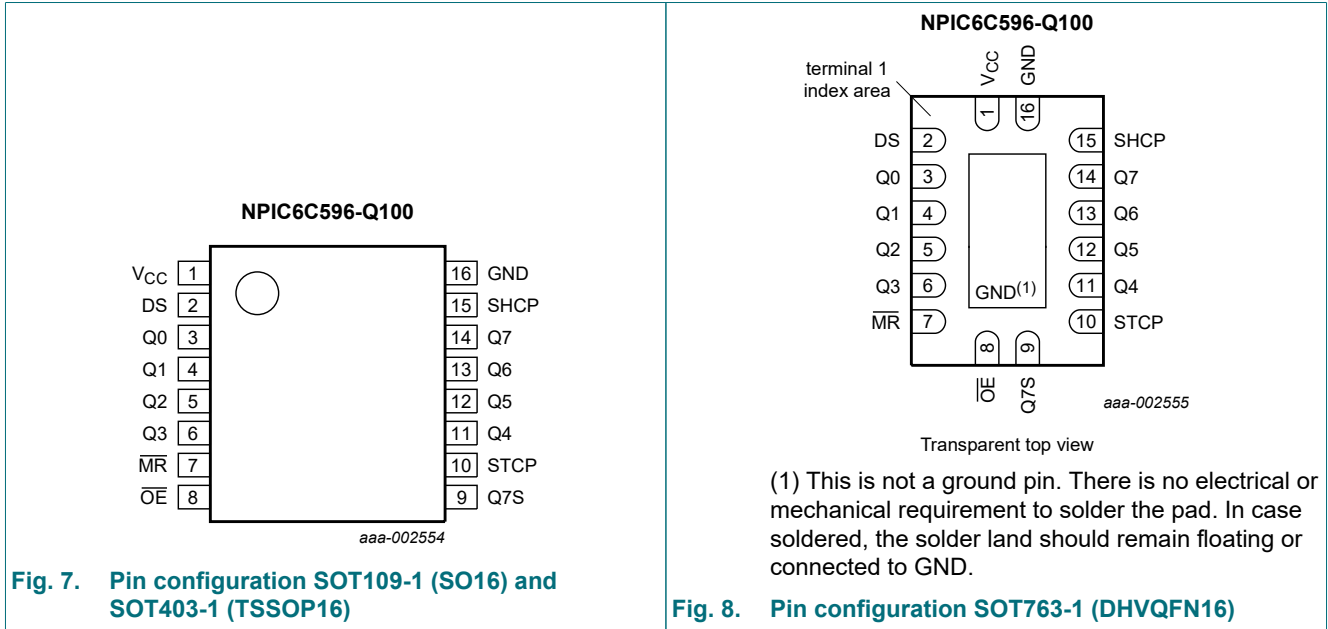 NPIC6C596-Q100
VCC 1
DS 2
Q0 3
Q1 4
Q2 5
Q3 6
MR 7
OE 8
16 GND
15 SHCP
14 Q7
13 Q6
12 Q5
11 Q4
10 STCP
9 Q7S
aaa-002554
Fig. 7. Pin configuration SOT109-1 (SO16) and
SOT403-1 (TSSOP16)
NPIC6C596-Q100
terminal 1
index area
VCC
GND
1
16
DS 2
Q0 3
Q1 4
Q2 5
Q3 6
MR 7
15 SHCP
14 Q7
13 Q6
12 Q5
11 Q4
10 STCP
GND(1)
8
9
OE
Q7S
aaa-002555
Transparent top view
(1) This is not a ground pin. There is no electrical or
mechanical requirement to solder the pad. In case
soldered, the solder land should remain floating or
connected to GND.
Fig. 8. Pin configuration SOT763-1 (DHVQFN16)